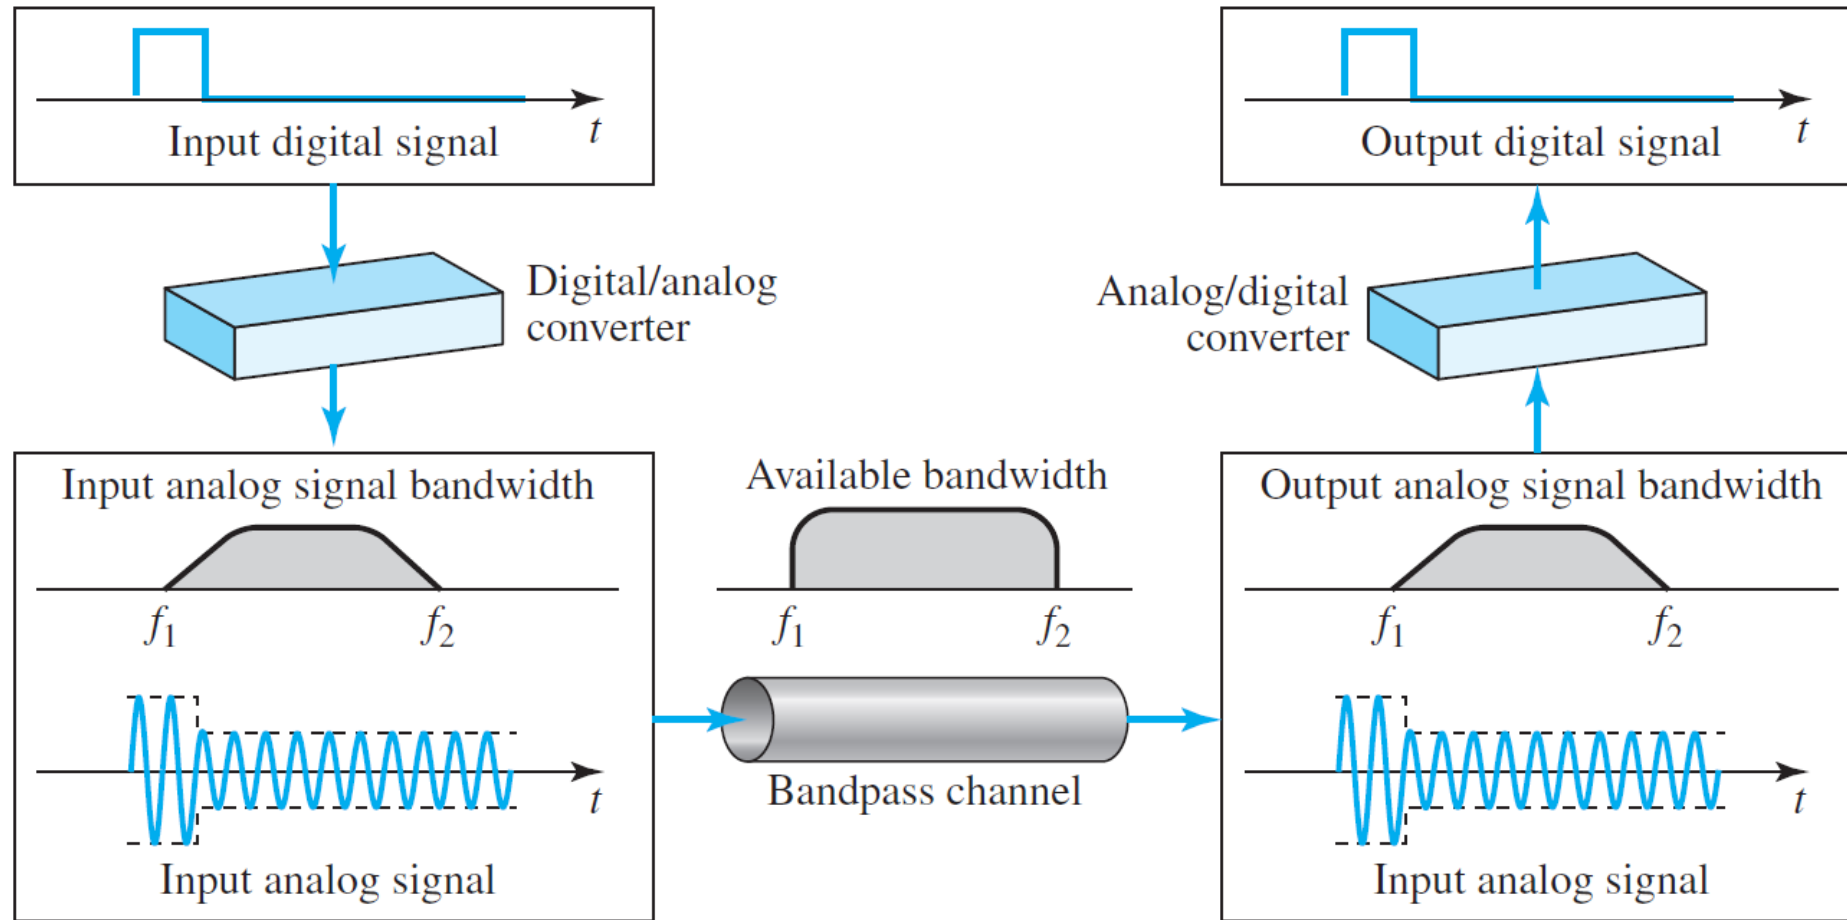 Input digital signal
t
Output digital signal
t
Digital/analog
converter
Analog/digital
converter
Input analog signal bandwidth
f1
f2
t
Input analog signal
Available bandwidth
f1
f2
Bandpass channel
Output analog signal bandwidth
f1
f2
t
Input analog signal